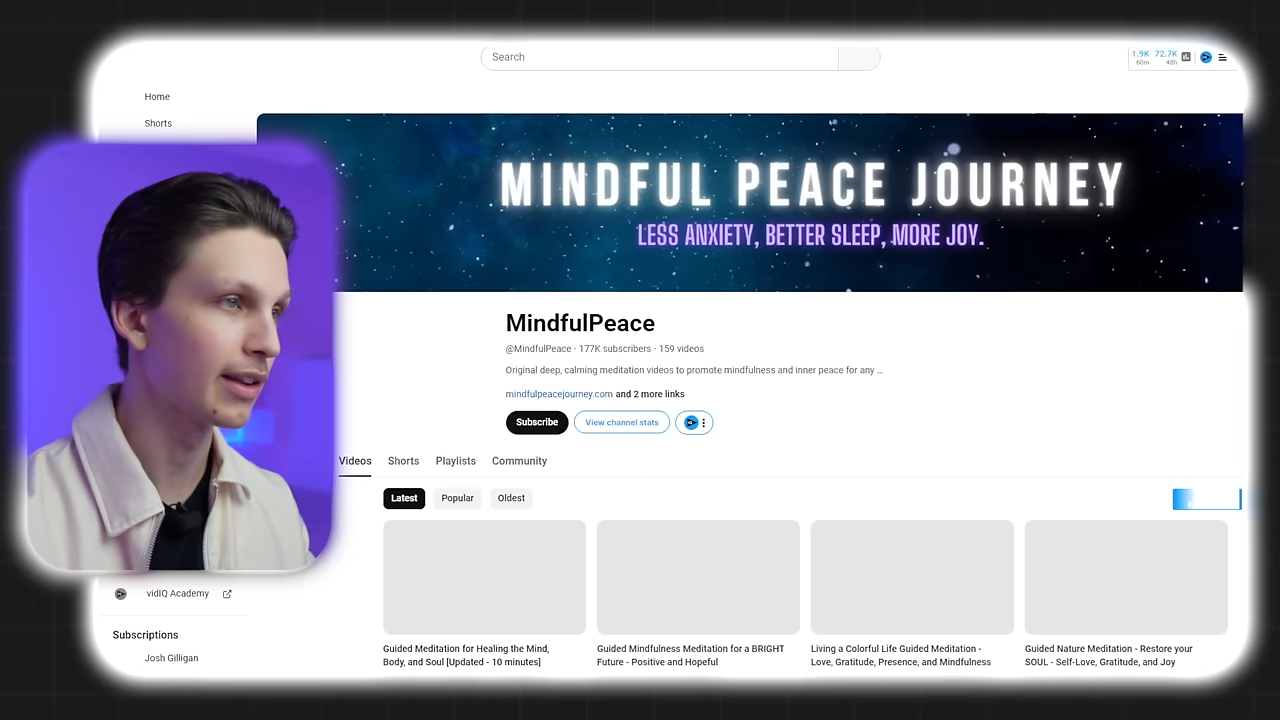 Search
1.9K 72.7K
60m 48h
Home
Shorts
MINDFUL PEACE JOURNEY
LESS ANXIETY, BETTER SLEEP, MORE JOY.
MindfulPeace
@MindfulPeace · 177K subscribers · 159 videos
Original deep, calming meditation videos to promote mindfulness and inner peace for any ...
mindfulpeacejourney.com and 2 more links
Subscribe View channel stats
Videos Shorts Playlists Community
Latest Popular Oldest
vidIQ Academy
Subscriptions
Josh Gilligan
Guided Meditation for Healing the Mind,
Body, and Soul [Updated - 10 minutes]
Guided Mindfulness Meditation for a BRIGHT
Future - Positive and Hopeful
Living a Colorful Life Guided Meditation -
Love, Gratitude, Presence, and Mindfulness
Guided Nature Meditation - Restore your
SOUL - Self-Love, Gratitude, and Joy